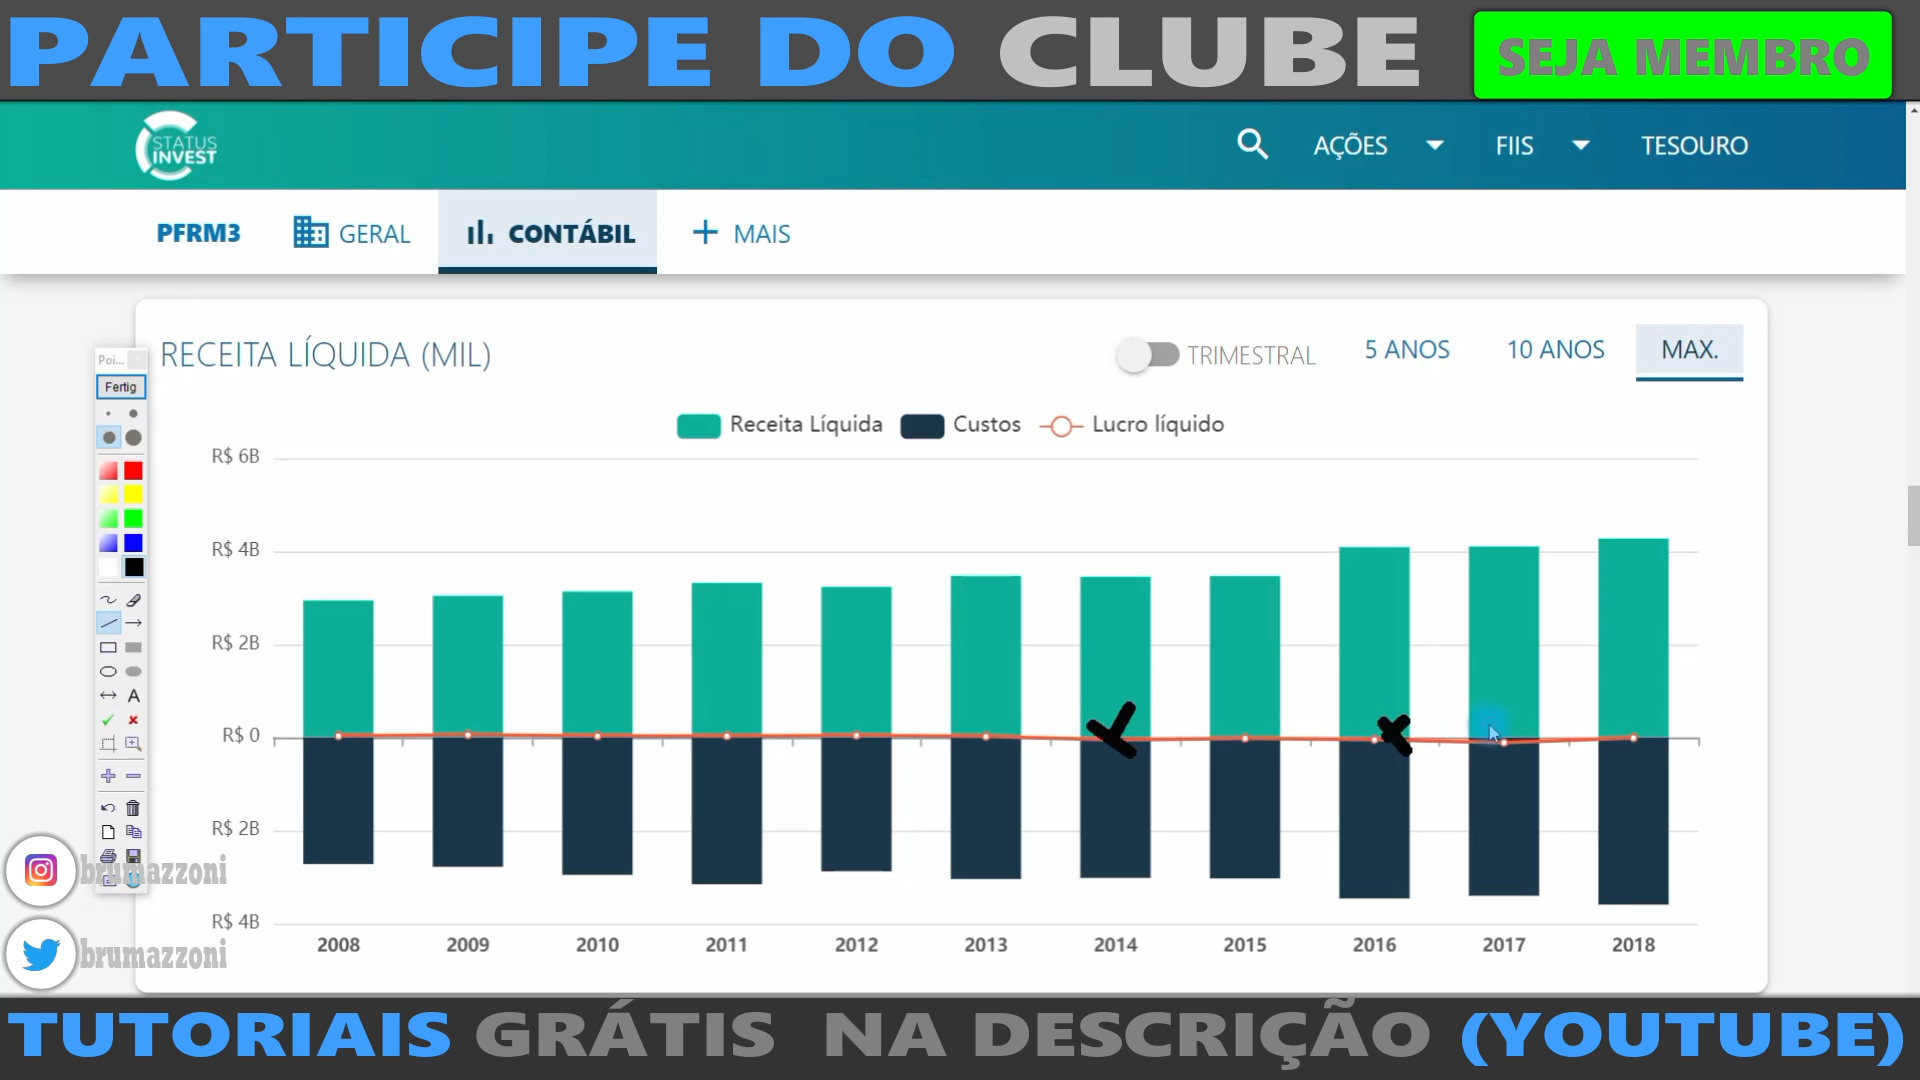 PARTICIPE DO CLUBE
SEJA MEMBRO
STATUS
INVEST
AÇÕES
FIIS
TESOURO
PFRM3
GERAL
CONTÁBIL
MAIS
RECEITA LÍQUIDA (MIL)
TRIMESTRAL
5 ANOS
10 ANOS
MAX.
Poi...
Fertig
A
Receita Líquida
Custos
Lucro líquido
R$ 6B
R$ 4B
R$ 2B
R$ 0
R$ 2B
R$ 4B
2008 2009 2010 2011 2012 2013 2014 2015 2016 2017 2018
brumazzoni
brumazzoni
TUTORIAIS GRÁTIS NA DESCRIÇÃO (YOUTUBE)